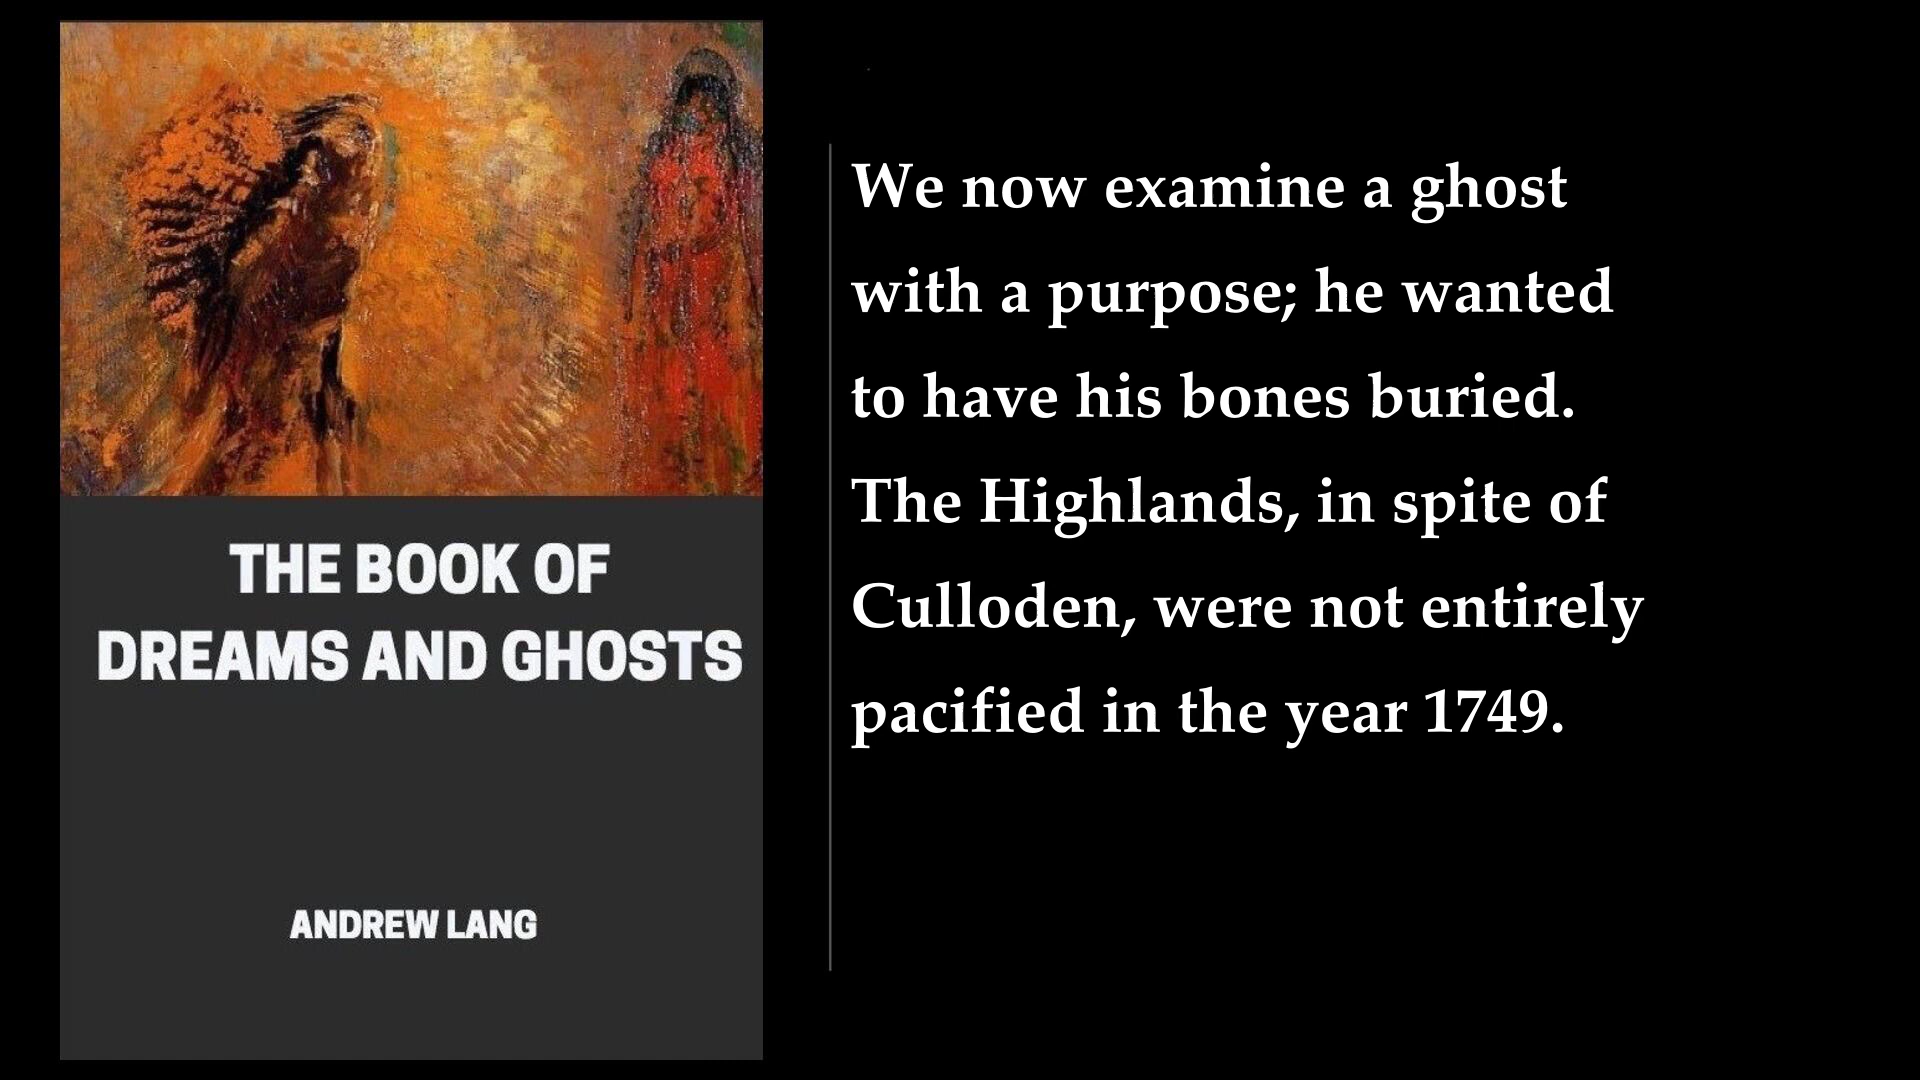 THE BOOK OF
DREAMS AND GHOSTS
ANDREW LANG
We now examine a ghost
with a purpose; he wanted
to have his bones buried.
The Highlands, in spite of
Culloden, were not entirely
pacified in the year 1749.